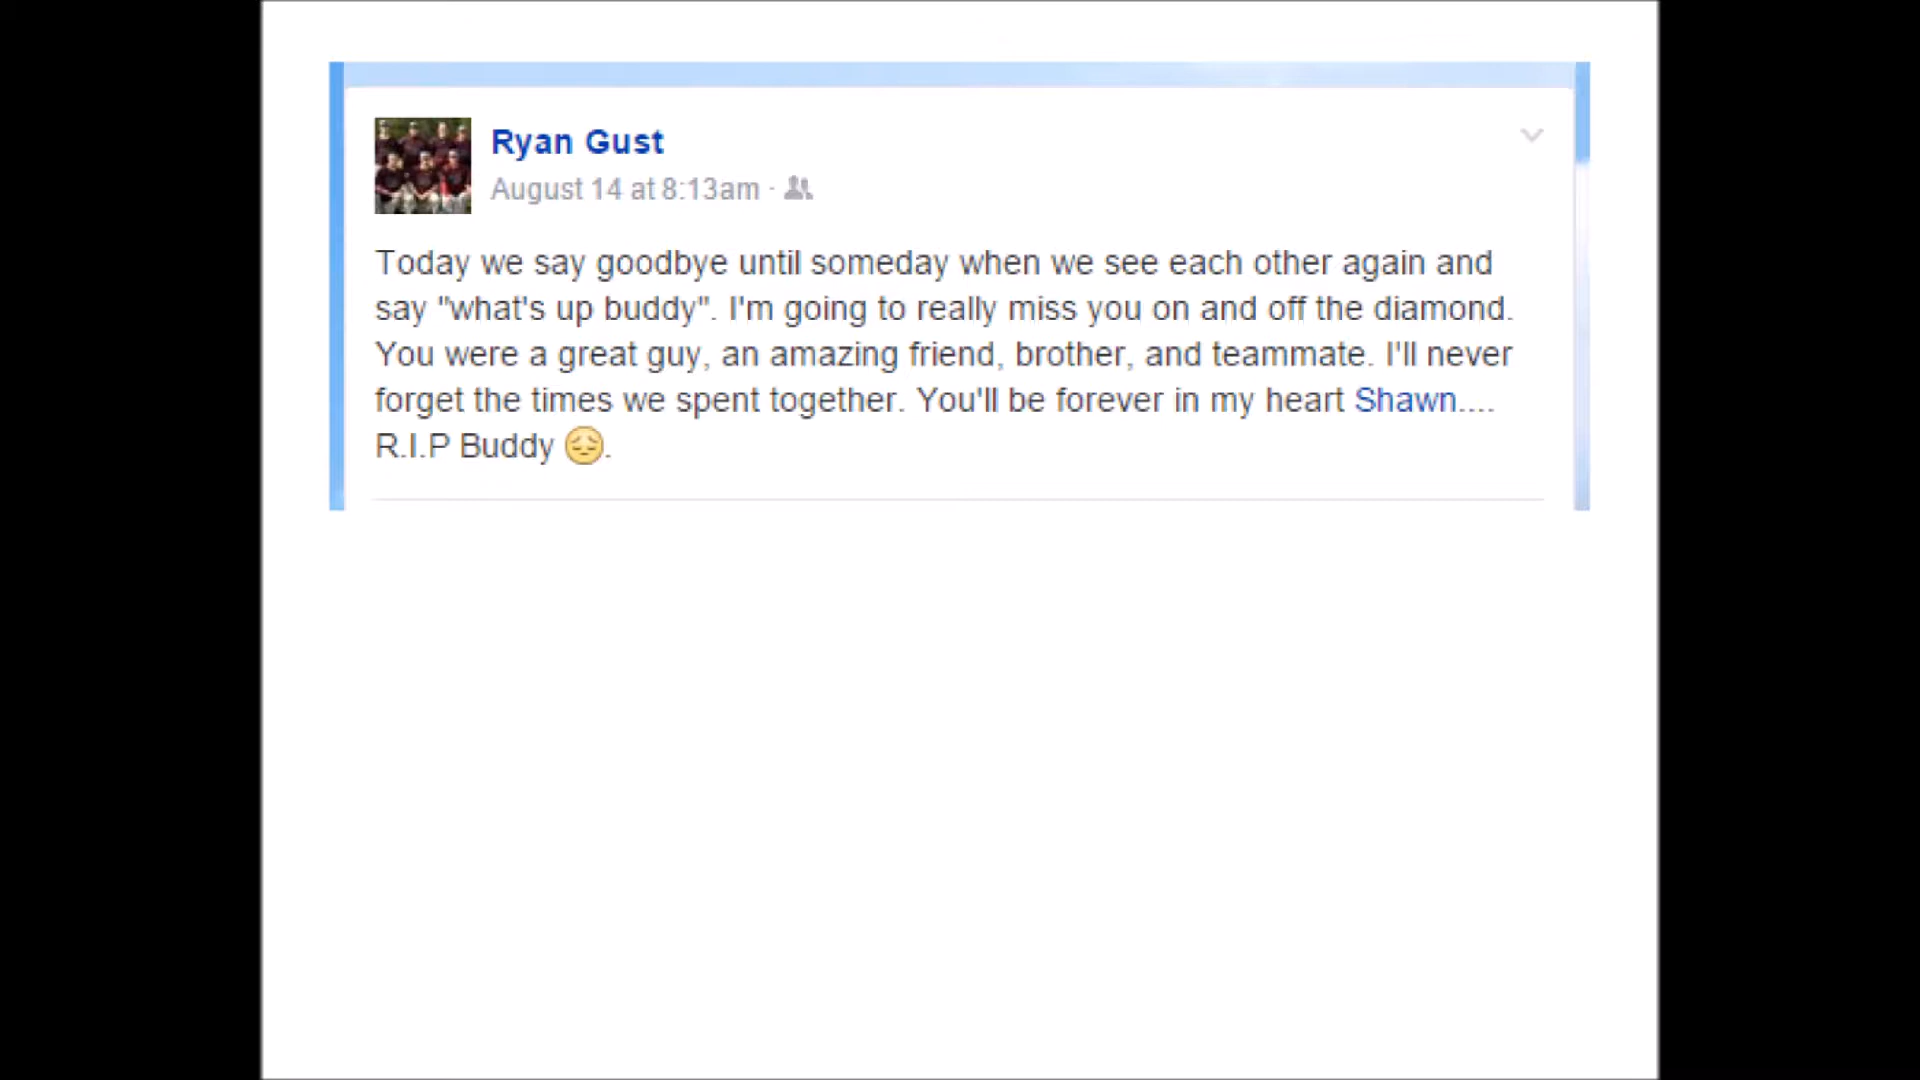 Ryan Gust
August 14 at 8:13am ·
Today we say goodbye until someday when we see each other again and
say "what's up buddy". I'm going to really miss you on and off the diamond.
You were a great guy, an amazing friend, brother, and teammate. I'll never
forget the times we spent together. You'll be forever in my heart Shawn....
R.I.P Buddy 😔.